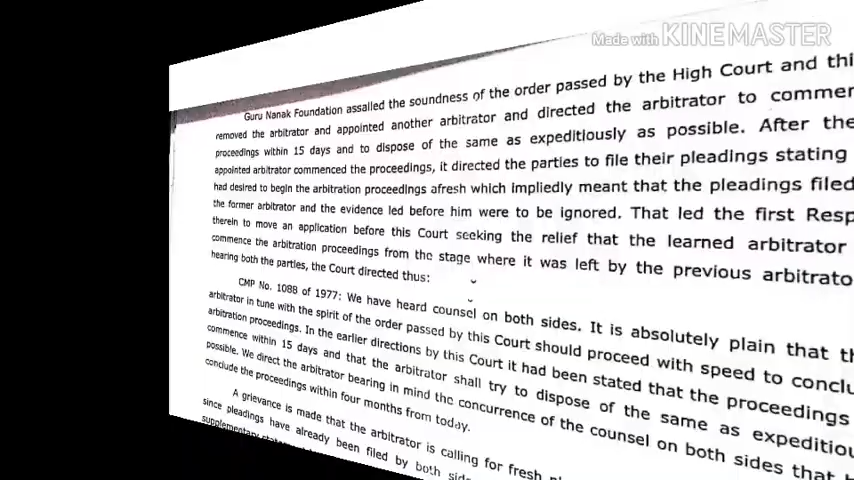 Made with KINEMASTER
Guru Nanak Foundation assailed the soundness of the order passed by the High Court and thi
removed the arbitrator and appointed another arbitrator and directed the arbitrator to commen
proceedings within 15 days and to dispose of the same as expeditiously as possible. After the
appointed arbitrator commenced the proceedings, it directed the parties to file their pleadings stating
had desired to begin the arbitration proceedings afresh which impliedly meant that the pleadings filed
the former arbitrator and the evidence led before him were to be ignored. That led the first Resp
therein to move an application before this Court seeking the relief that the learned arbitrator
commence the arbitration proceedings from the stage where it was left by the previous arbitrato
hearing both the parties, the Court directed thus:
CMP No. 1088 of 1977: We have heard counsel on both sides. It is absolutely plain that th
arbitrator in tune with the spirit of the order passed by this Court should proceed with speed to conclu
arbitration proceedings. In the earlier directions by this Court it had been stated that the proceedings
commence within 15 days and that the arbitrator shall try to dispose of the same as expeditiou
possible. We direct the arbitrator bearing in mind the concurrence of the counsel on both sides that
conclude the proceedings within four months from today.
A grievance is made that the arbitrator is calling for fresh
since pleadings have already been filed by both side
supplementary